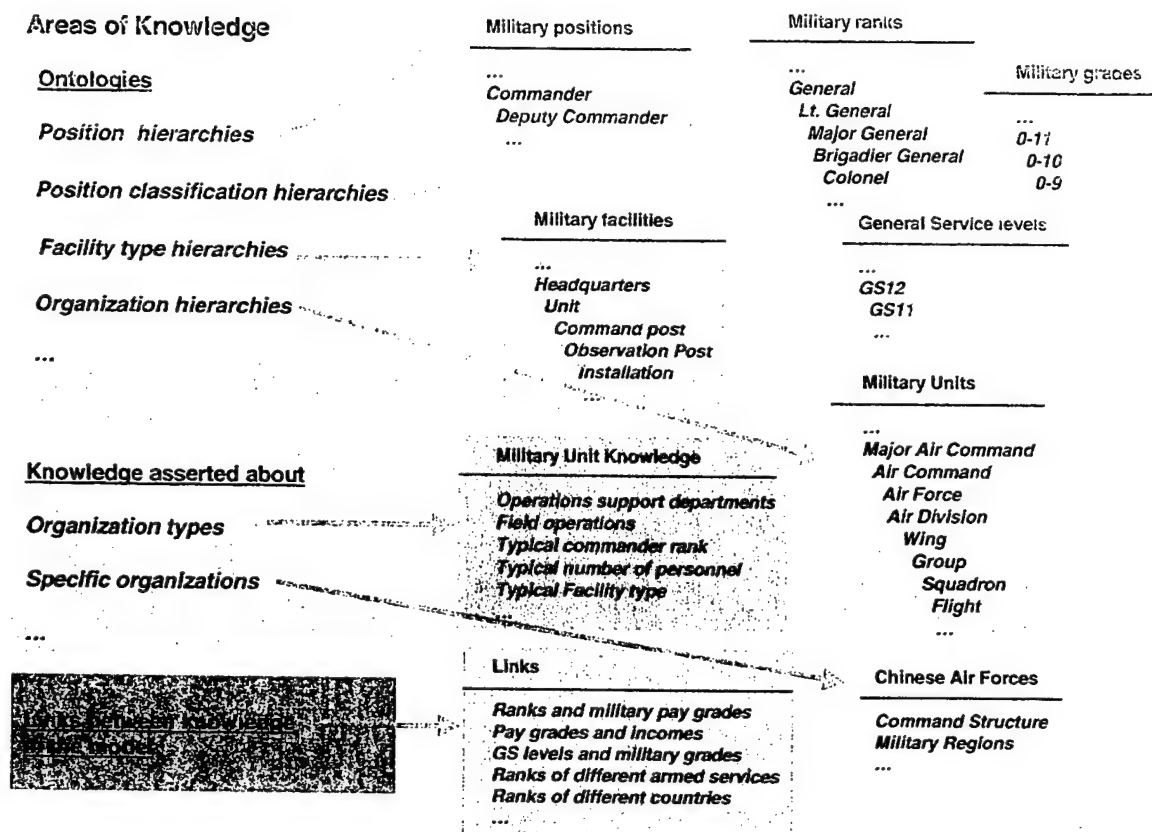 Areas of Knowledge
Ontologies
Position hierarchies
Position classification hierarchies
Facility type hierarchies
Organization hierarchies
...
Knowledge asserted about
Organization types
Specific organizations
...
Links between knowledge
in the model
Military positions
...
Commander
Deputy Commander
...
Military ranks
...
General
Lt. General
Major General
Brigadier General
Colonel
...
Military grades
...
0-11
0-10
0-9
Military facilities
...
Headquarters
Unit
Command post
Observation Post
installation
...
General Service levels
...
GS12
GS11
...
Military Units
...
Major Air Command
Air Command
Air Force
Air Division
Wing
Group
Squadron
Flight
...
Military Unit Knowledge
Operations support departments
Field operations
Typical commander rank
Typical number of personnel
Typical Facility type
...
Links
Ranks and military pay grades
Pay grades and incomes
GS levels and military grades
Ranks of different armed services
Ranks of different countries
...
Chinese Air Forces
Command Structure
Military Regions
...